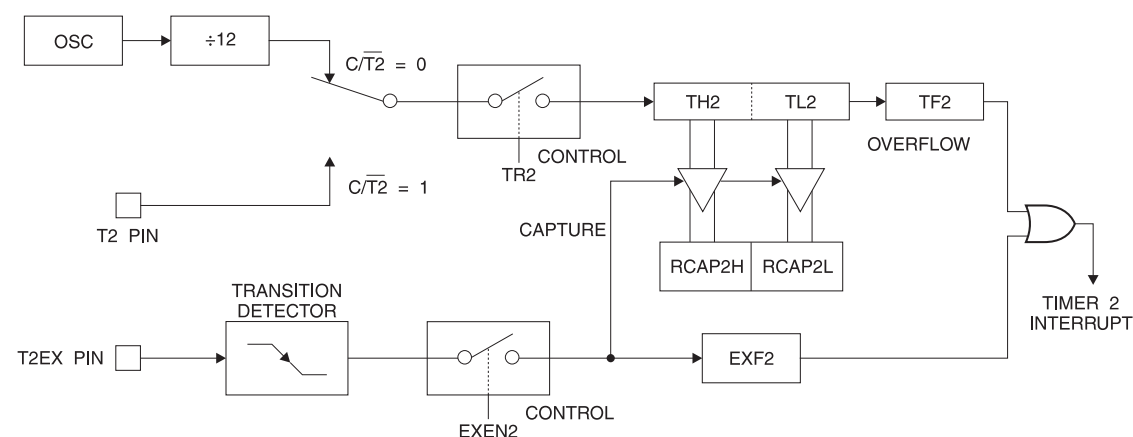 OSC
÷12
C/T2̅ = 0
TH2
TL2
TF2
OVERFLOW
CONTROL
TR2
C/T2̅ = 1
T2 PIN
CAPTURE
RCAP2H
RCAP2L
TRANSITION
DETECTOR
TIMER 2
INTERRUPT
T2EX PIN
EXF2
CONTROL
EXEN2